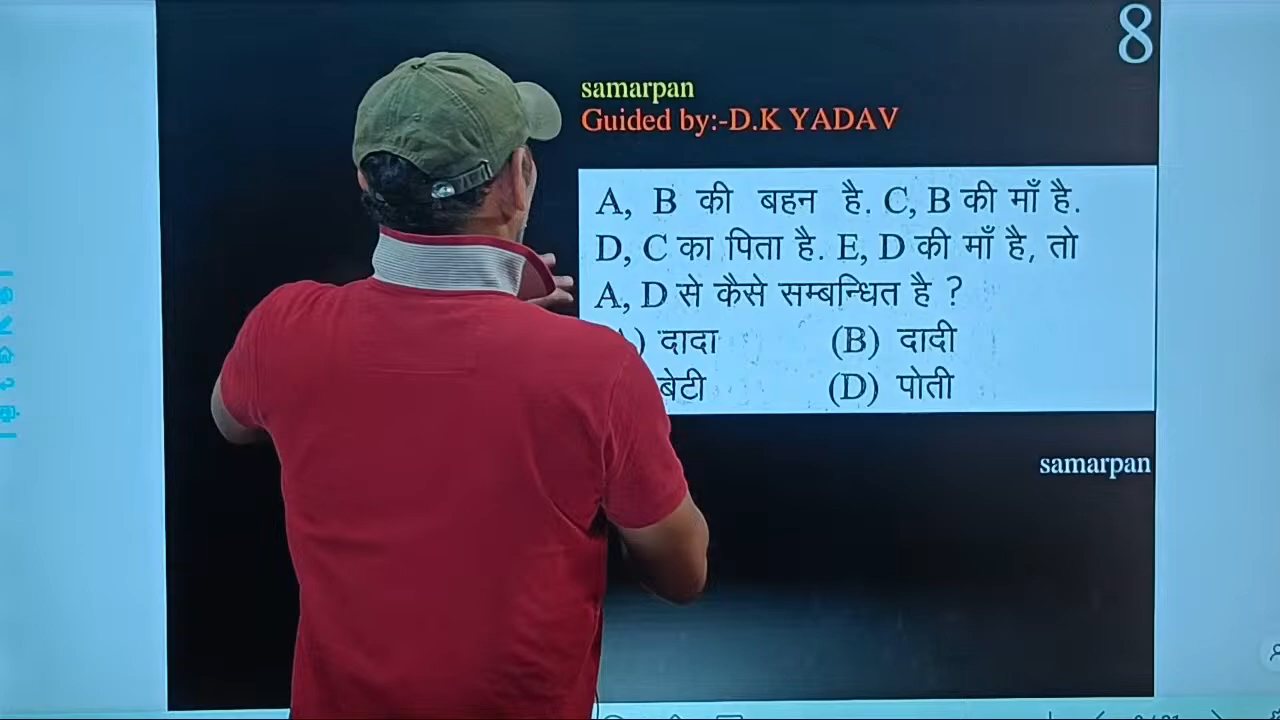 8
samarpan
Guided by:-D.K YADAV
A, B की बहन है. C, B की माँ है.
D, C का पिता है. E, D की माँ है, तो
A, D से कैसे सम्बन्धित है ?
) दादा (B) दादी
बेटी (D) पोती
samarpan